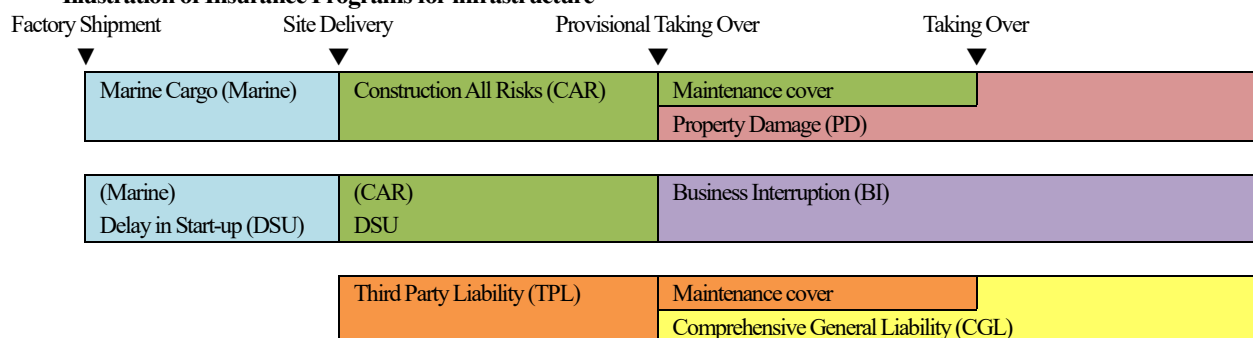 Illustration of Insurance Programs for infrastructure
Factory Shipment Site Delivery Provisional Taking Over Taking Over
Marine Cargo (Marine) Construction All Risks (CAR) Maintenance cover
Property Damage (PD)
(Marine) (CAR) Business Interruption (BI)
Delay in Start-up (DSU) DSU
Third Party Liability (TPL) Maintenance cover
Comprehensive General Liability (CGL)